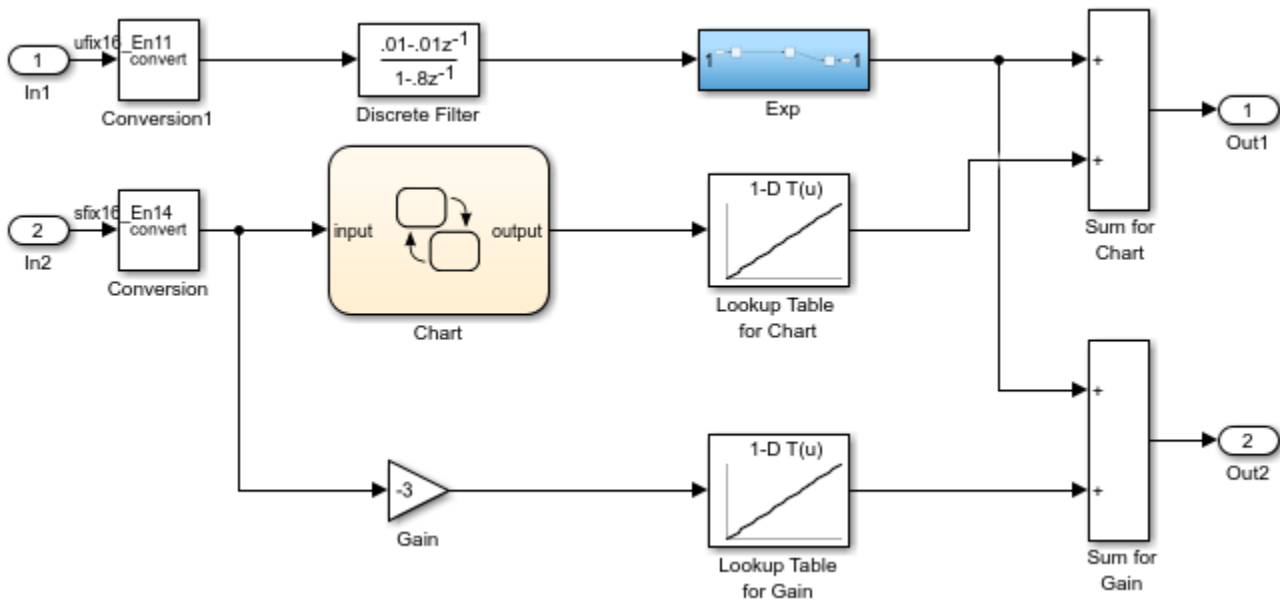 1
In1
ufix16_En11
convert
Conversion1
.01-.01z-1
1-.8z-1
Discrete Filter
1
1
Exp
+
+
Sum for
Chart
1
Out1
2
In2
sfix16_En14
convert
Conversion
input
output
Chart
1-D T(u)
Lookup Table
for Chart
-3
Gain
1-D T(u)
Lookup Table
for Gain
+
+
Sum for
Gain
2
Out2